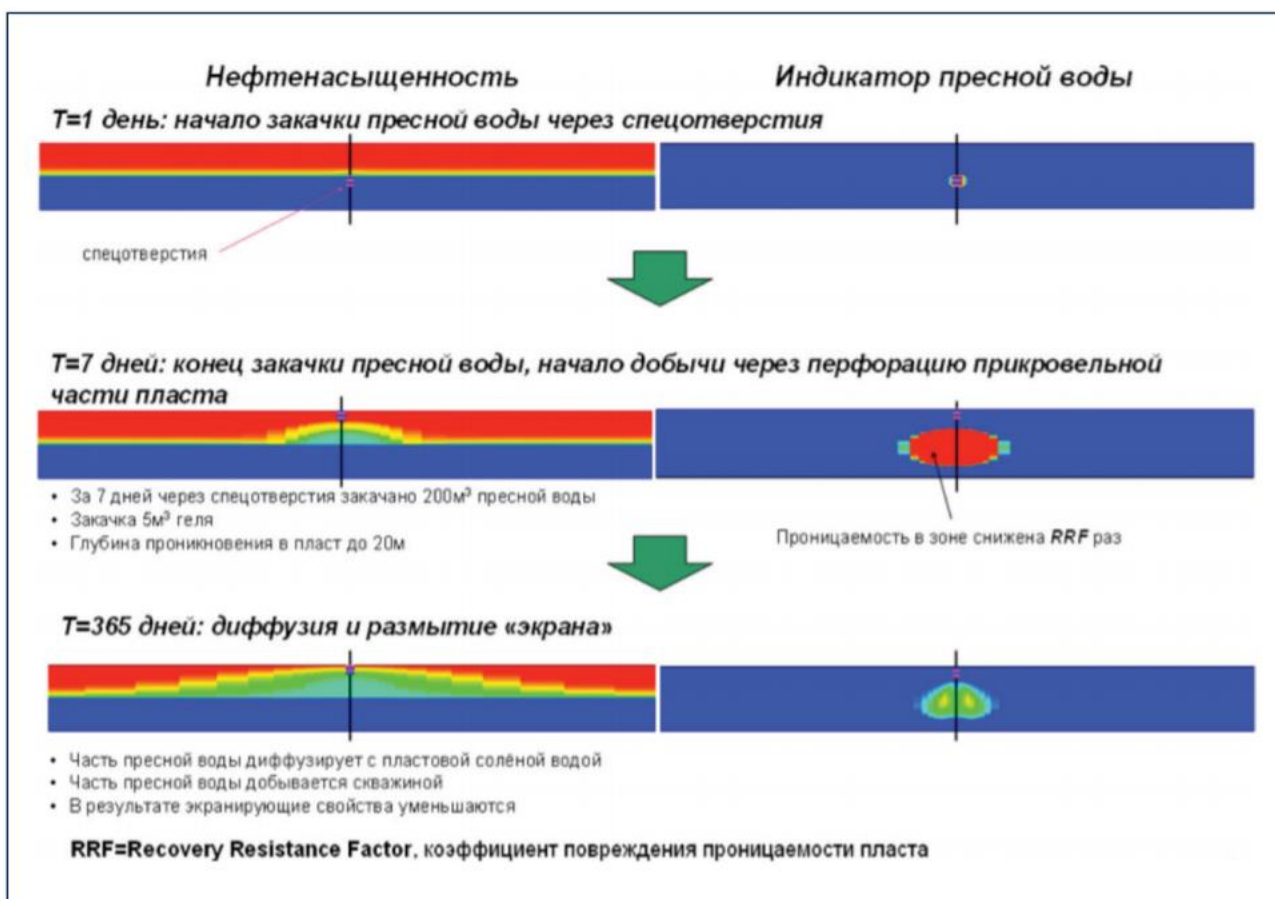 Нефтенасыщенность
Индикатор пресной воды
T=1 день: начало закачки пресной воды через спецотверстия
спецотверстия
T=7 дней: конец закачки пресной воды, начало добычи через перфорацию прикровельной
части пласта
• За 7 дней через спецотверстия закачано 200м³ пресной воды
• Закачка 5м³ геля
• Глубина проникновения в пласт до 20м
Проницаемость в зоне снижена RRF раз
T=365 дней: диффузия и размытие «экрана»
• Часть пресной воды диффузирует с пластовой солёной водой
• Часть пресной воды добывается скважиной
• В результате экранирующие свойства уменьшаются
RRF=Recovery Resistance Factor, коэффициент повреждения проницаемости пласта